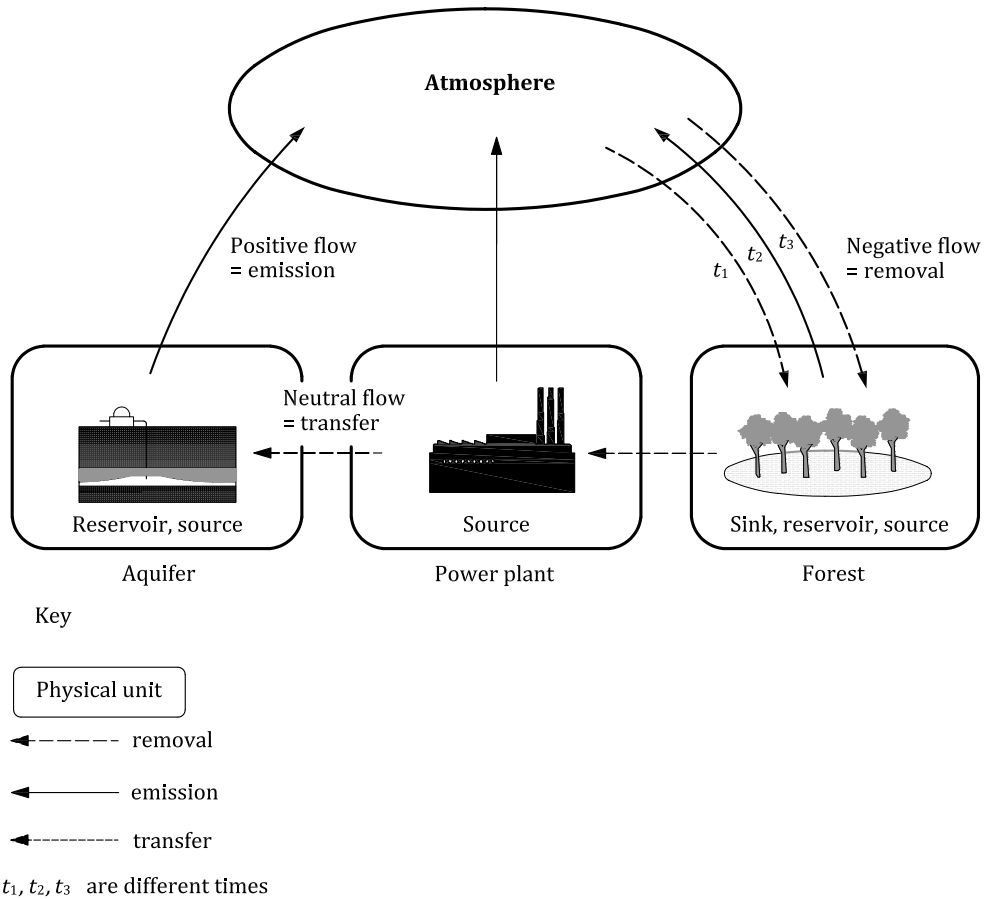 Atmosphere
Positive flow
= emission
t1
t2
t3
Negative flow
= removal
Neutral flow
= transfer
Reservoir, source
Source
Sink, reservoir, source
Aquifer
Power plant
Forest
Key
Physical unit
removal
emission
transfer
t1, t2, t3 are different times